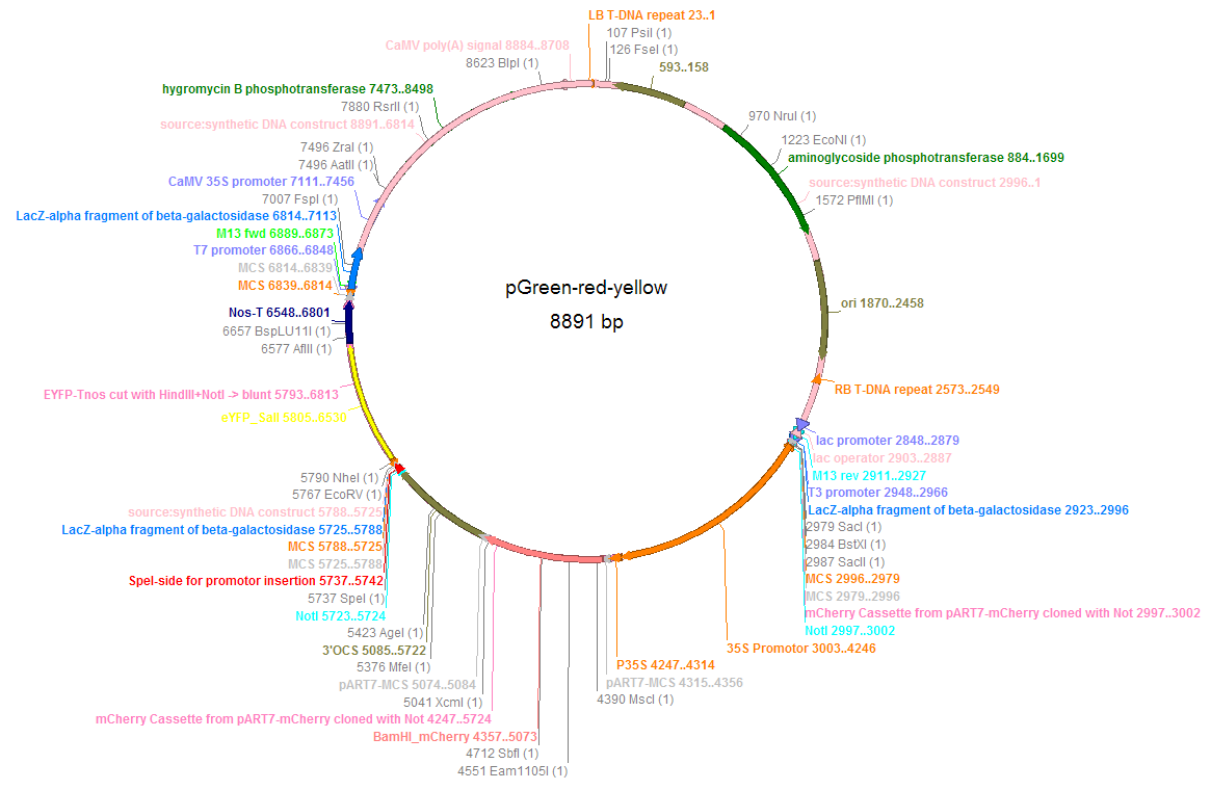 LB T-DNA repeat 23..1
107 PsiI (1)
126 FseI (1)
593..158
970 NruI (1)
1223 EcoNI (1)
aminoglycoside phosphotransferase 884..1699
source:synthetic DNA construct 2996..1
1572 PflMI (1)
ori 1870..2458
RB T-DNA repeat 2573..2549
lac promoter 2848..2879
lac operator 2903..2887
M13 rev 2911..2927
T3 promoter 2948..2966
LacZ-alpha fragment of beta-galactosidase 2923..2996
2979 SacI (1)
2984 BstXI (1)
2987 SacII (1)
MCS 2996..2979
MCS 2979..2996
mCherry Cassette from pART7-mCherry cloned with Not 2997..3002
NotI 2997..3002
35S Promotor 3003..4246
P35S 4247..4314
pART7-MCS 4315..4356
4390 MscI (1)
CaMV poly(A) signal 8884..8708
8623 BlpI (1)
hygromycin B phosphotransferase 7473..8498
7880 RsrII (1)
source:synthetic DNA construct 8891..6814
7496 ZraI (1)
7496 AatII (1)
CaMV 35S promoter 7111..7456
7007 FspI (1)
LacZ-alpha fragment of beta-galactosidase 6814..7113
M13 fwd 6889..6873
T7 promoter 6866..6848
MCS 6814..6839
MCS 6839..6814
Nos-T 6548..6801
6657 BspLU11I (1)
6577 AflII (1)
EYFP-Tnos cut with HindIII+NotI -> blunt 5793..6813
eYFP_SalI 5805..6530
5790 NheI (1)
5767 EcoRV (1)
source:synthetic DNA construct 5788..5725
LacZ-alpha fragment of beta-galactosidase 5725..5788
MCS 5788..5725
MCS 5725..5788
SpeI-side for promotor insertion 5737..5742
5737 SpeI (1)
NotI 5723..5724
5423 AgeI (1)
3'OCS 5085..5722
5376 MfeI (1)
pART7-MCS 5074..5084
5041 XcmI (1)
mCherry Cassette from pART7-mCherry cloned with Not 4247..5724
BamHI_mCherry 4357..5073
4712 SbfI (1)
4551 Eam1105I (1)
pGreen-red-yellow
8891 bp